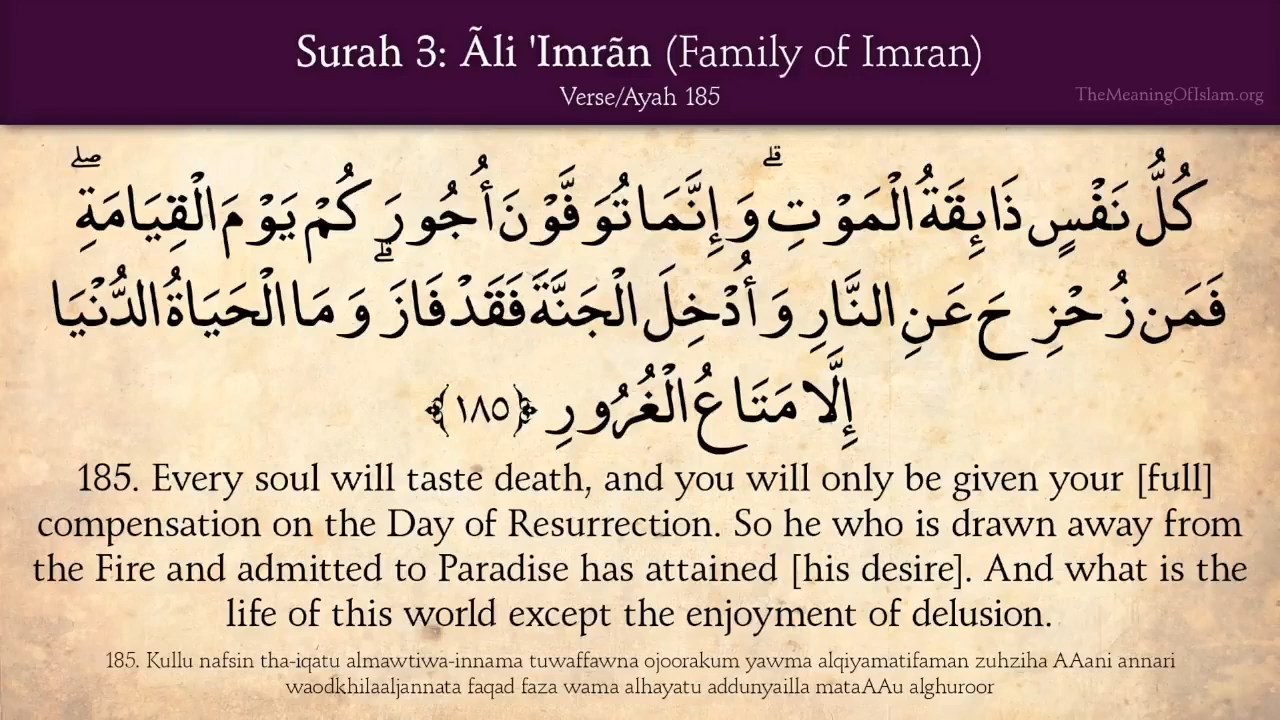 Surah 3: Ãli 'Imrãn (Family of Imran)
Verse/Ayah 185
TheMeaningOfIslam.org
كُلُّ نَفْسٍ ذَائِقَةُ الْمَوْتِ ۗ وَإِنَّمَا تُوَفَّوْنَ أُجُورَكُمْ يَوْمَ الْقِيَامَةِ ۖ
فَمَن زُحْزِحَ عَنِ النَّارِ وَأُدْخِلَ الْجَنَّةَ فَقَدْ فَازَ ۗ وَمَا الْحَيَاةُ الدُّنْيَا
إِلَّا مَتَاعُ الْغُرُورِ ﴿١٨٥﴾
185. Every soul will taste death, and you will only be given your [full]
compensation on the Day of Resurrection. So he who is drawn away from
the Fire and admitted to Paradise has attained [his desire]. And what is the
life of this world except the enjoyment of delusion.
185. Kullu nafsin tha-iqatu almawtiwa-innama tuwaffawna ojoorakum yawma alqiyamatifaman zuhziha AAani annari
waodkhilaaljannata faqad faza wama alhayatu addunyailla mataAAu alghuroor